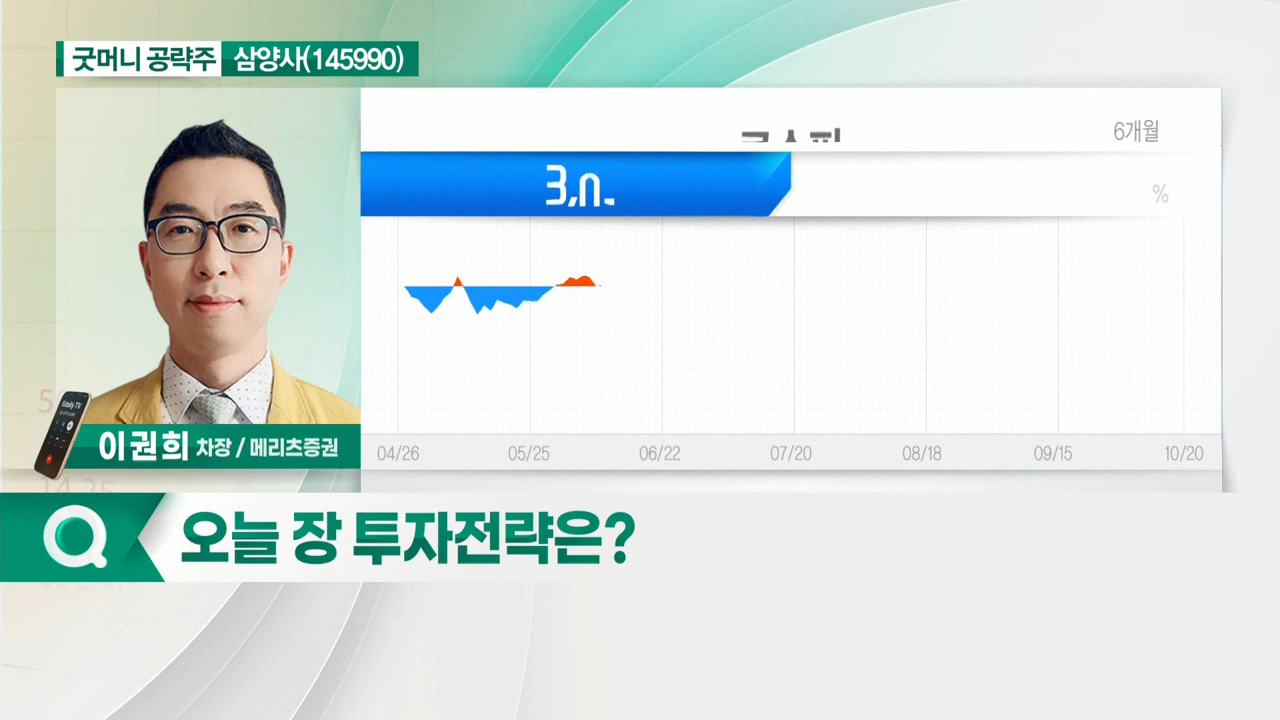 굿머니 공략주 삼양사(145990)
6개월
%
Edaily TV
이권희 차장 / 메리츠증권
04/26 05/25 06/22 07/20 08/18 09/15 10/20
오늘 장 투자전략은?